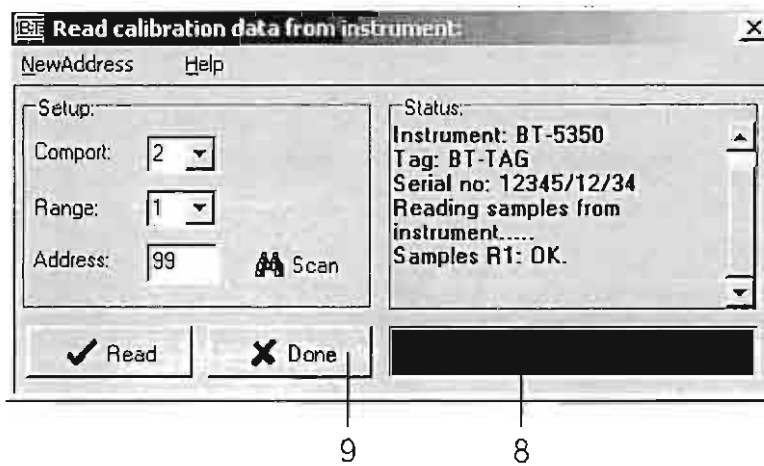 BT Read calibration data from instrument:
NewAddress Help
Setup:
Comport: 2
Range: 1
Address: 99 Scan
Read Done
Status:
Instrument: BT-5350
Tag: BT-TAG
Serial no: 12345/12/34
Reading samples from
instrument.....
Samples R1: OK.
9 8